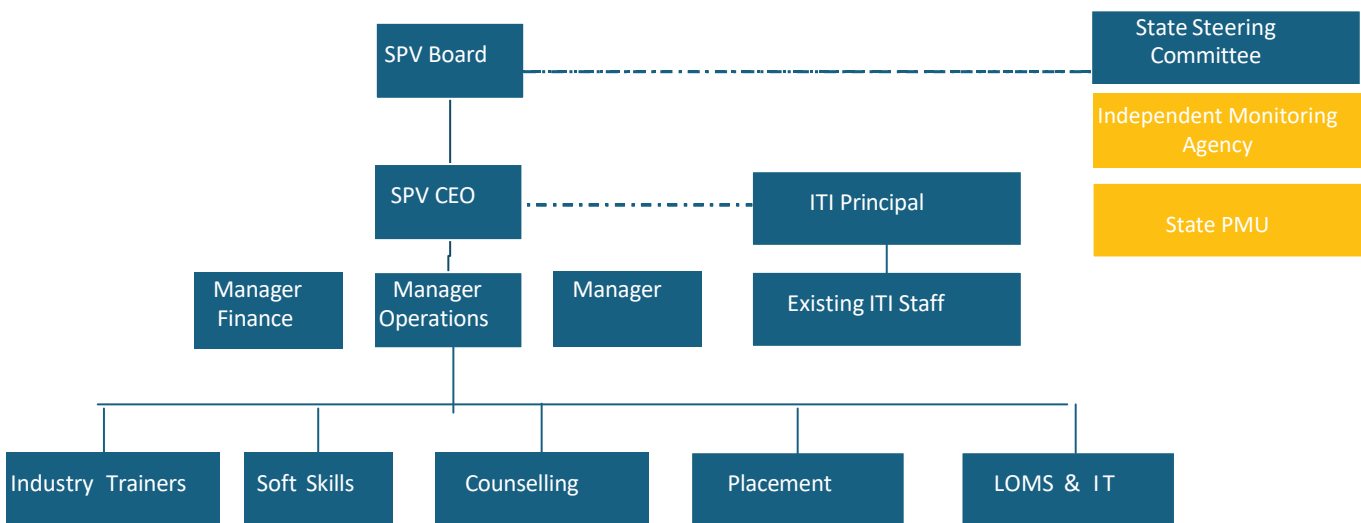 SPV Board
State Steering
Committee
Independent Monitoring
Agency
SPV CEO
ITI Principal
State PMU
Manager
Finance
Manager
Operations
Manager
Existing ITI Staff
Industry Trainers
Soft Skills
Counselling
Placement
LOMS & IT